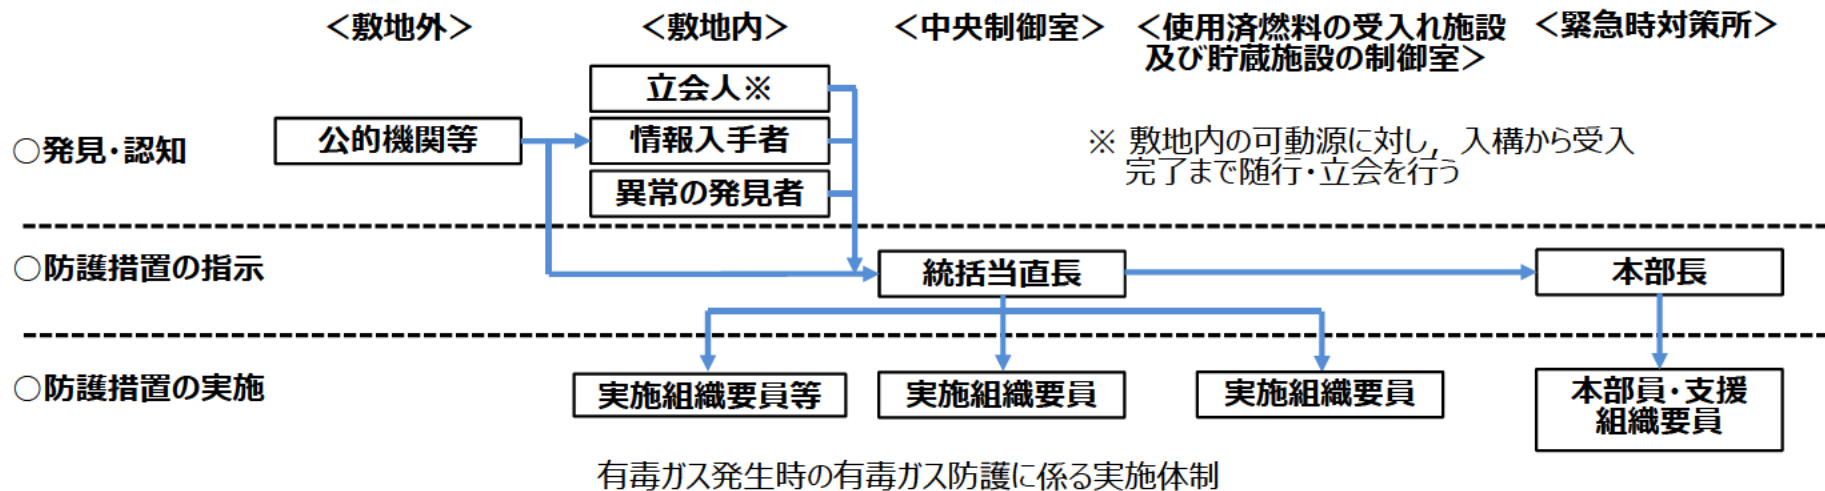 ＜敷地外＞
＜敷地内＞
＜中央制御室＞
＜使用済燃料の受入れ施設
及び貯蔵施設の制御室＞
＜緊急時対策所＞
○発見・認知
公的機関等
立会人※
情報入手者
異常の発見者
※ 敷地内の可動源に対し，入構から受入
完了まで随行・立会を行う
○防護措置の指示
統括当直長
本部長
○防護措置の実施
実施組織要員等
実施組織要員
実施組織要員
本部員・支援
組織要員
有毒ガス発生時の有毒ガス防護に係る実施体制